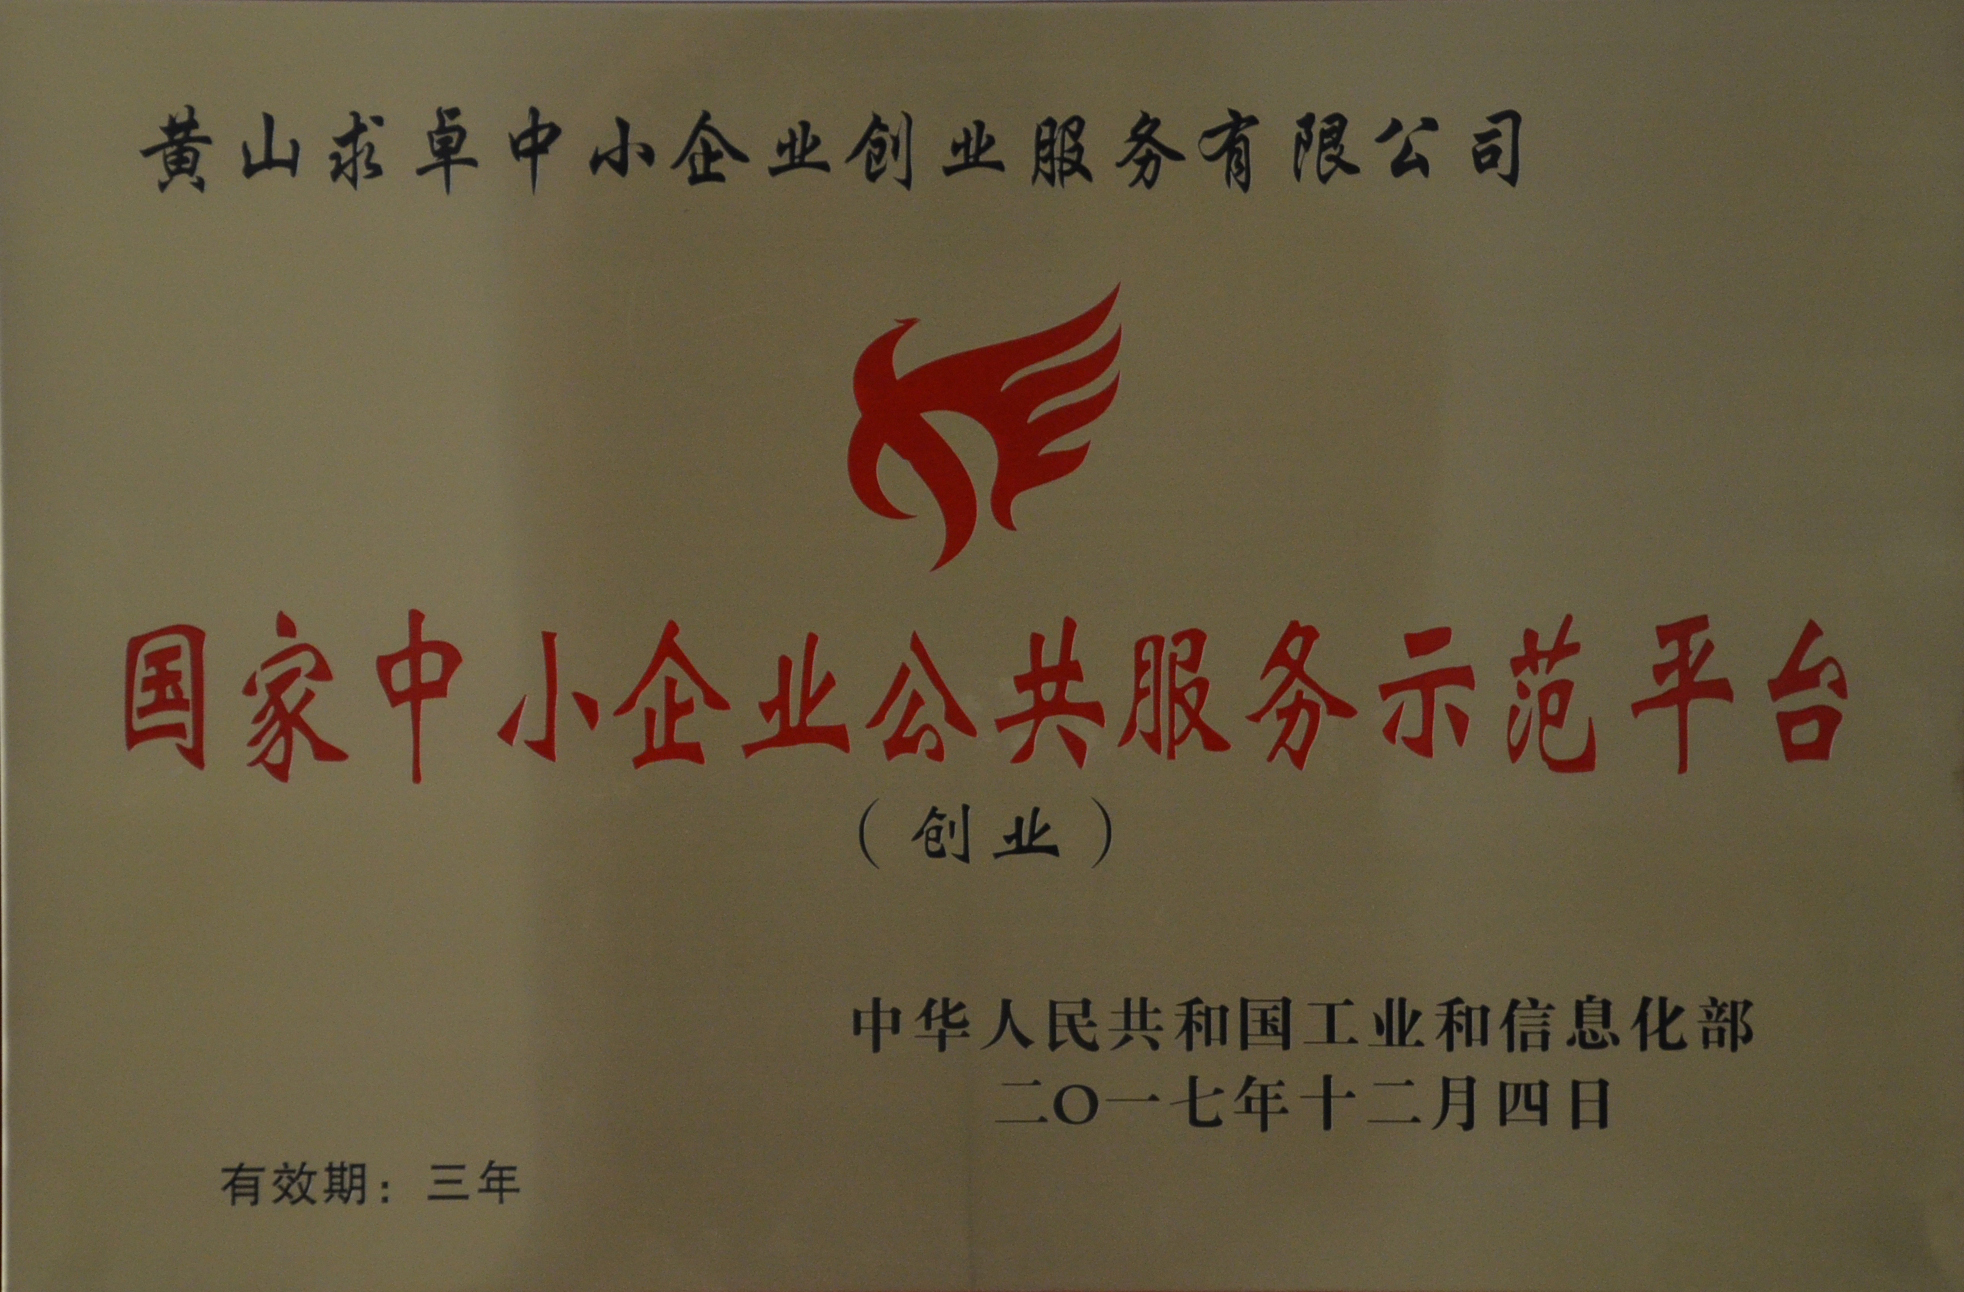 黄山求卓中小企业创业服务有限公司
国家中小企业公共服务示范平台
（创业）
中华人民共和国工业和信息化部
二〇一七年十二月四日
有效期：三年